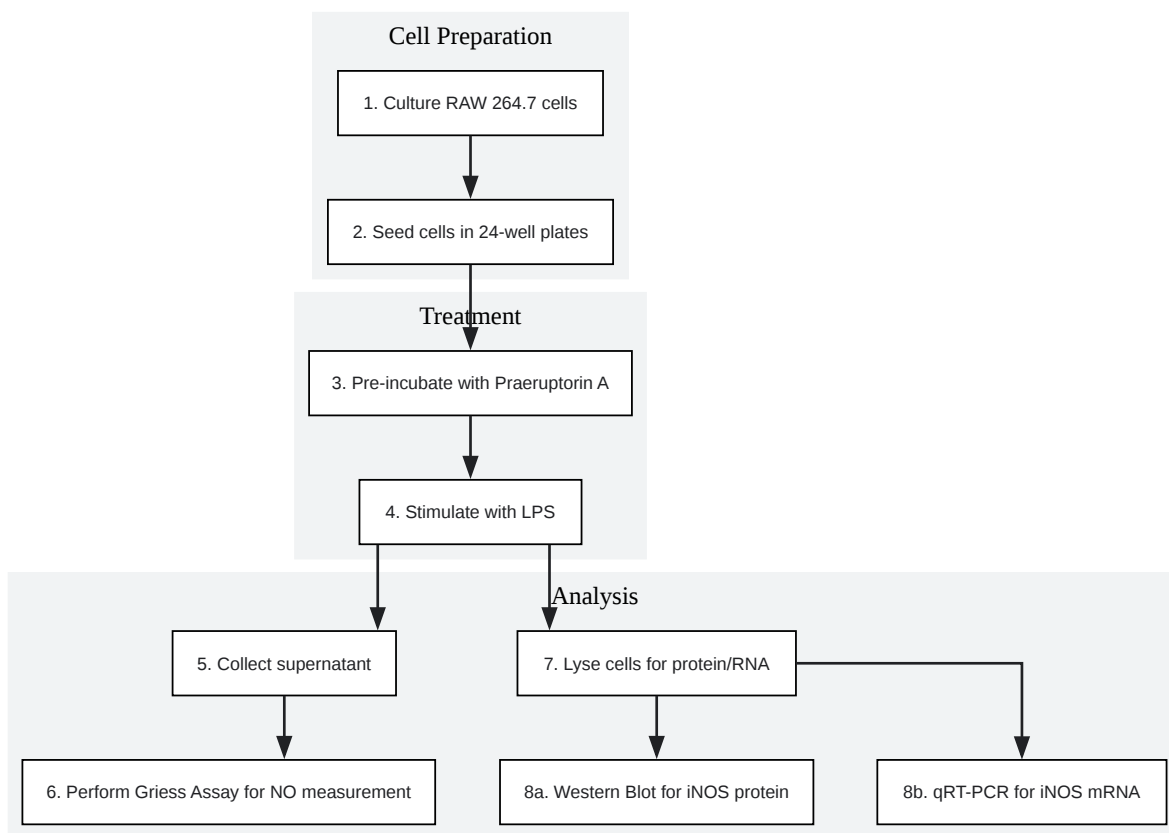 Cell Preparation
1. Culture RAW 264.7 cells
2. Seed cells in 24-well plates
Treatment
3. Pre-incubate with Praeruptorin A
4. Stimulate with LPS
Analysis
5. Collect supernatant
7. Lyse cells for protein/RNA
6. Perform Griess Assay for NO measurement
8a. Western Blot for iNOS protein
8b. qRT-PCR for iNOS mRNA